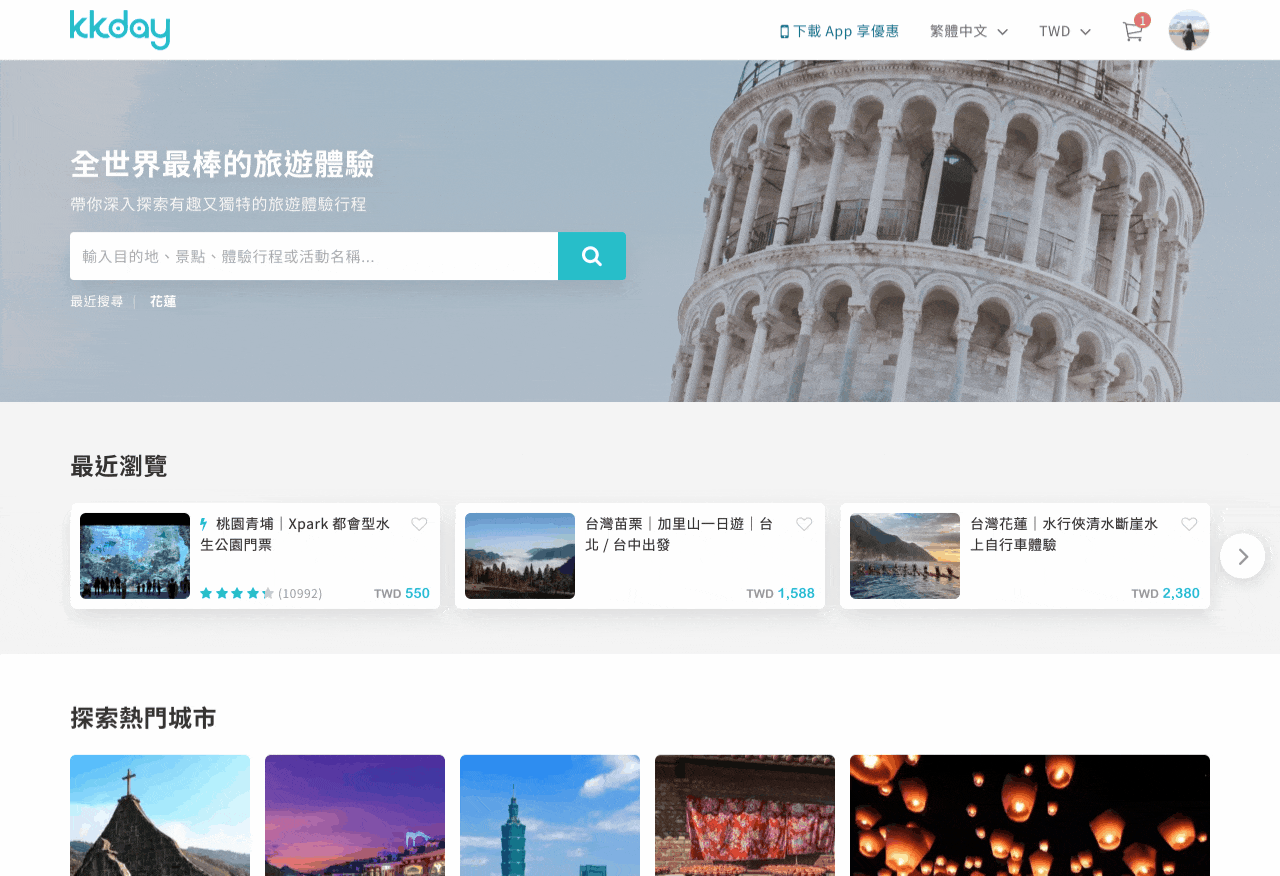 kkday
下載 App 享優惠
繁體中文
TWD
1
全世界最棒的旅遊體驗
帶你深入探索有趣又獨特的旅遊體驗行程
輸入目的地、景點、體驗行程或活動名稱...
最近搜尋 | 花蓮
最近瀏覽
桃園青埔｜Xpark 都會型水
生公園門票
(10992) TWD 550
台灣苗栗｜加里山一日遊｜台
北 / 台中出發
TWD 1,588
台灣花蓮｜水行俠清水斷崖水
上自行車體驗
TWD 2,380
探索熱門城市